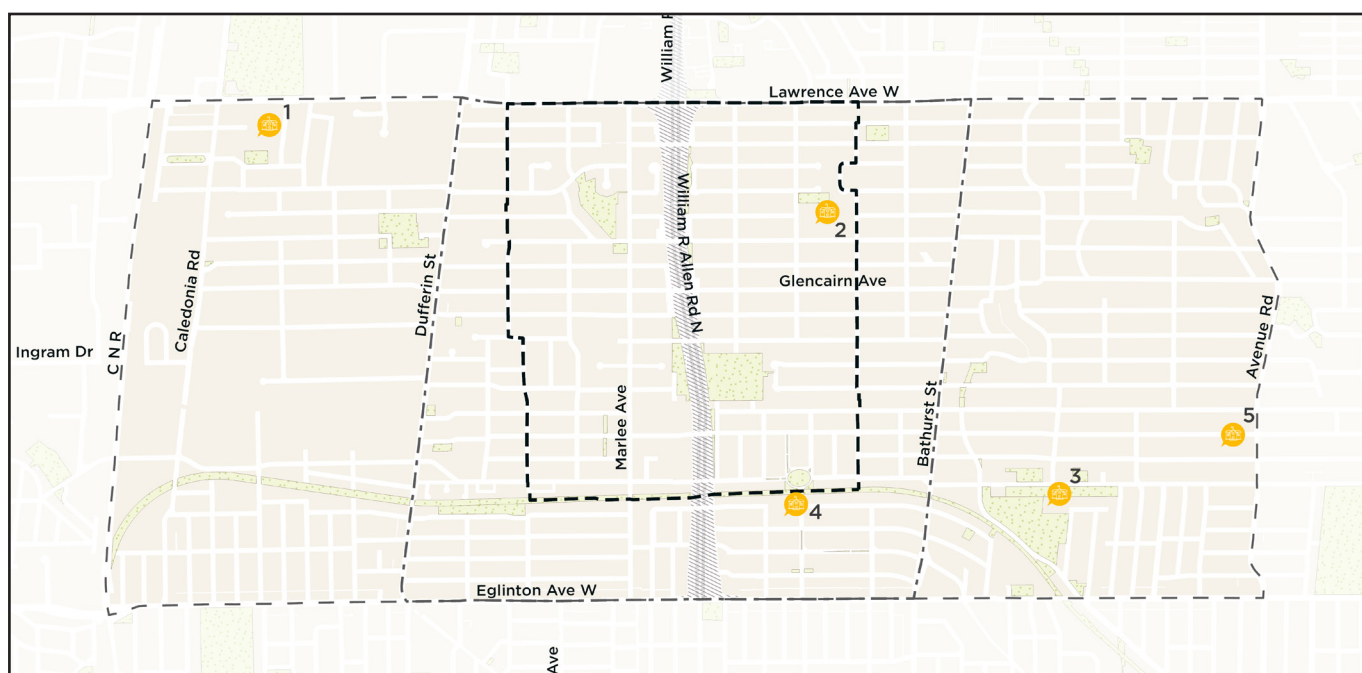 William R
Lawrence Ave W
1
William R Allen Rd N
2
Glencairn Ave
Caledonia Rd
Dufferin St
C N R
Ingram Dr
Avenue Rd
Marlee Ave
Bathurst St
5
3
4
Eglinton Ave W
Ave